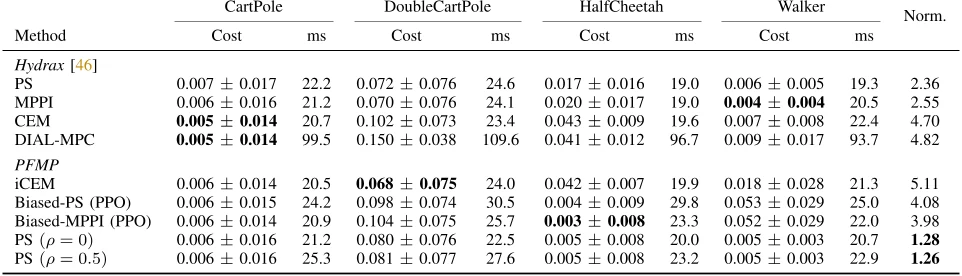 CartPole DoubleCartPole HalfCheetah Walker Norm.
Method Cost ms Cost ms Cost ms Cost ms
Hydrax [46]
PS 0.007 ± 0.017 22.2 0.072 ± 0.076 24.6 0.017 ± 0.016 19.0 0.006 ± 0.005 19.3 2.36
MPPI 0.006 ± 0.016 21.2 0.070 ± 0.076 24.1 0.020 ± 0.017 19.0 0.004 ± 0.004 20.5 2.55
CEM 0.005 ± 0.014 20.7 0.102 ± 0.073 23.4 0.043 ± 0.009 19.6 0.007 ± 0.008 22.4 4.70
DIAL-MPC 0.005 ± 0.014 99.5 0.150 ± 0.038 109.6 0.041 ± 0.012 96.7 0.009 ± 0.017 93.7 4.82
PFMP
iCEM 0.006 ± 0.014 20.5 0.068 ± 0.075 24.0 0.042 ± 0.007 19.9 0.018 ± 0.028 21.3 5.11
Biased-PS (PPO) 0.006 ± 0.015 24.2 0.098 ± 0.074 30.5 0.004 ± 0.009 29.8 0.053 ± 0.029 25.0 4.08
Biased-MPPI (PPO) 0.006 ± 0.014 20.9 0.104 ± 0.075 25.7 0.003 ± 0.008 23.3 0.052 ± 0.029 22.0 3.98
PS (ρ = 0) 0.006 ± 0.016 21.2 0.080 ± 0.076 22.5 0.005 ± 0.008 20.0 0.005 ± 0.003 20.7 1.28
PS (ρ = 0.5) 0.006 ± 0.016 25.3 0.081 ± 0.077 27.6 0.005 ± 0.008 23.2 0.005 ± 0.003 22.9 1.26